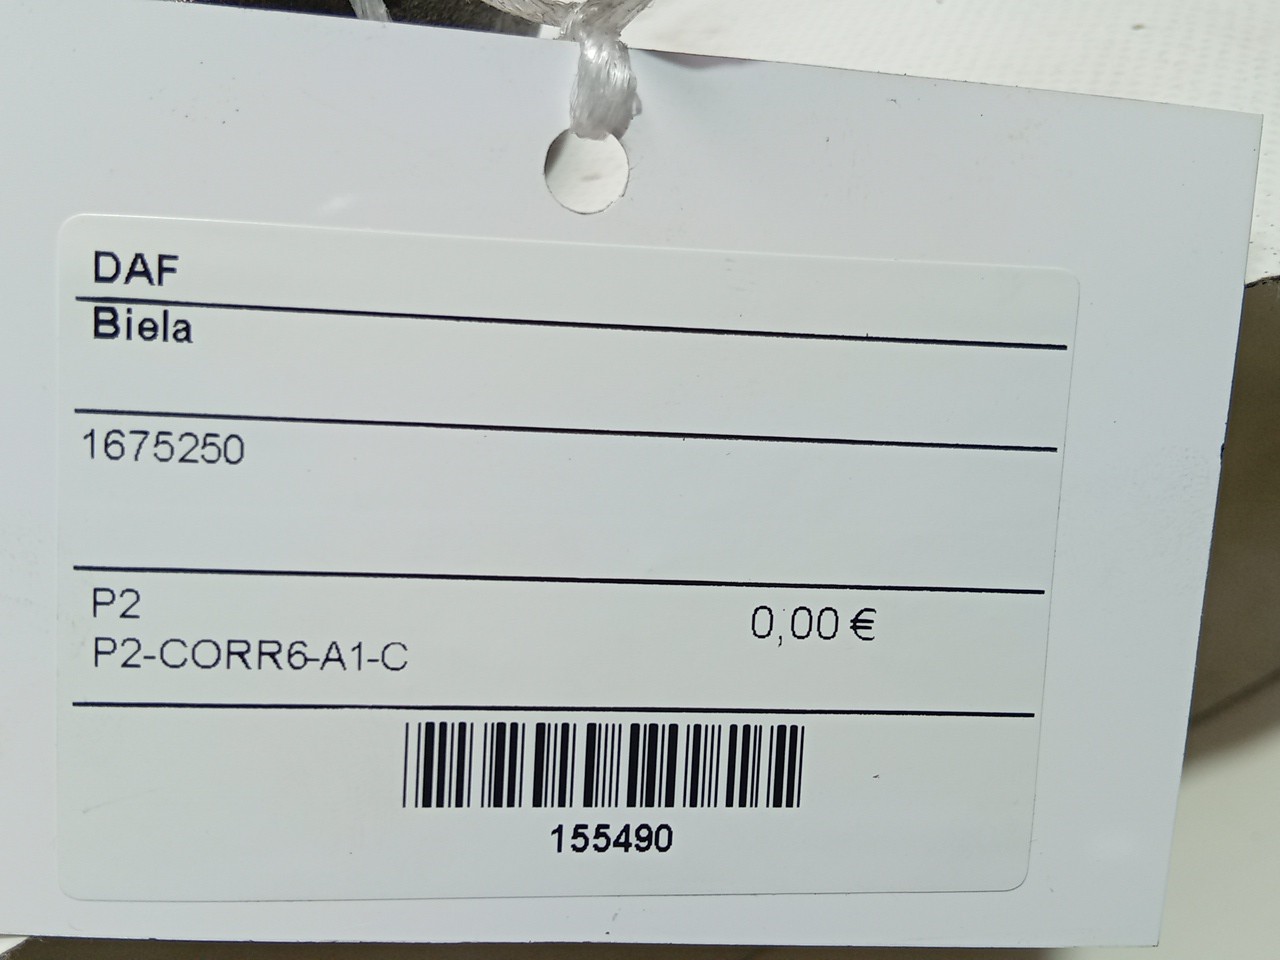 DAF
Biela
1675250
P2
0,00 €
P2-CORR6-A1-C
155490